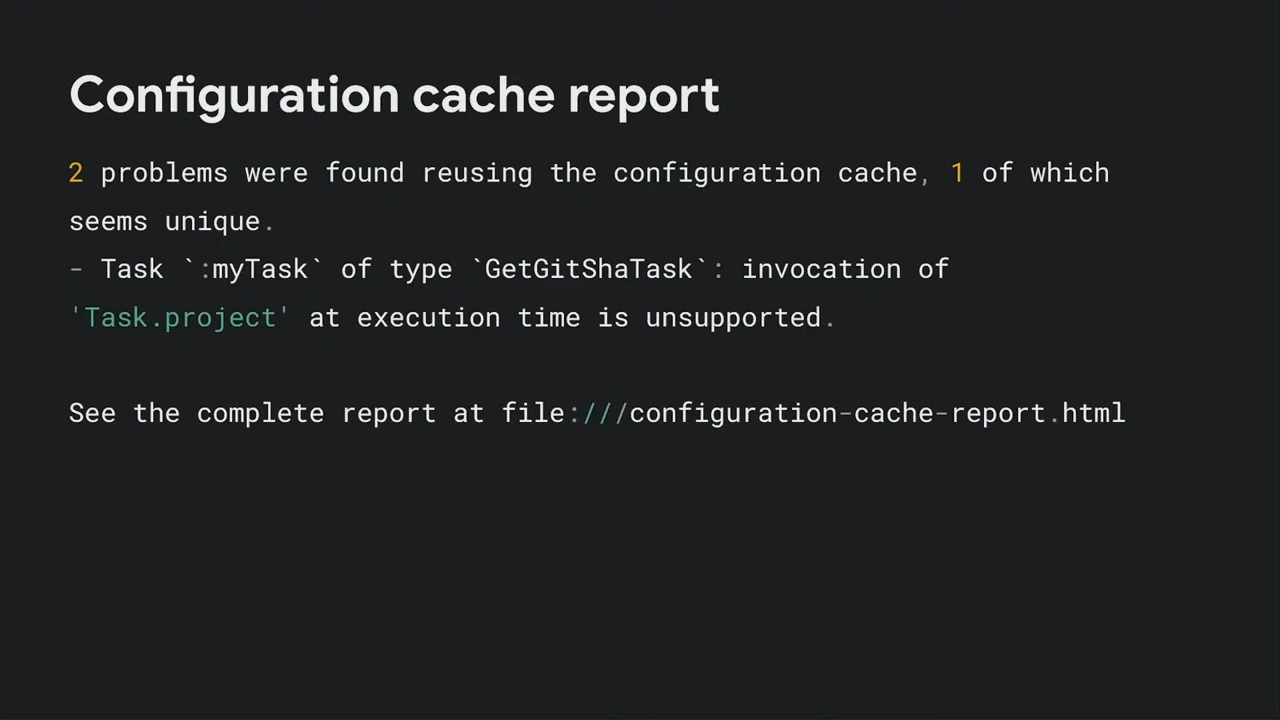 Configuration cache report
2 problems were found reusing the configuration cache, 1 of which
seems unique.
- Task `:myTask` of type `GetGitShaTask`: invocation of
'Task.project' at execution time is unsupported.
See the complete report at file:///configuration-cache-report.html